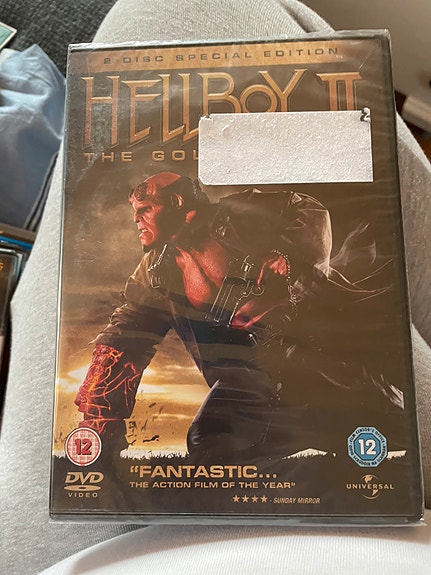 2-DISC SPECIAL EDITION
HELLBOY II
THE GOL
12
12
DVD
VIDEO
"FANTASTIC...
THE ACTION FILM OF THE YEAR"
★★★★ - SUNDAY MIRROR
UNIVERSAL